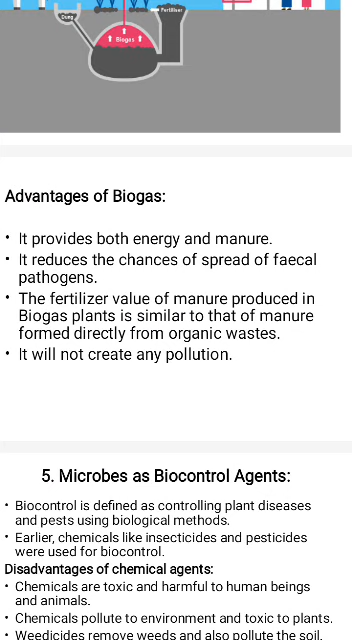 Dung
Fertiliser
Biogas
Advantages of Biogas:
• It provides both energy and manure.
• It reduces the chances of spread of faecal
pathogens.
• The fertilizer value of manure produced in
Biogas plants is similar to that of manure
formed directly from organic wastes.
• It will not create any pollution.
5. Microbes as Biocontrol Agents:
• Biocontrol is defined as controlling plant diseases
and pests using biological methods.
• Earlier, chemicals like insecticides and pesticides
were used for biocontrol.
Disadvantages of chemical agents:
• Chemicals are toxic and harmful to human beings
and animals.
• Chemicals pollute to environment and toxic to plants.
• Weedicides remove weeds and also pollute the soil.